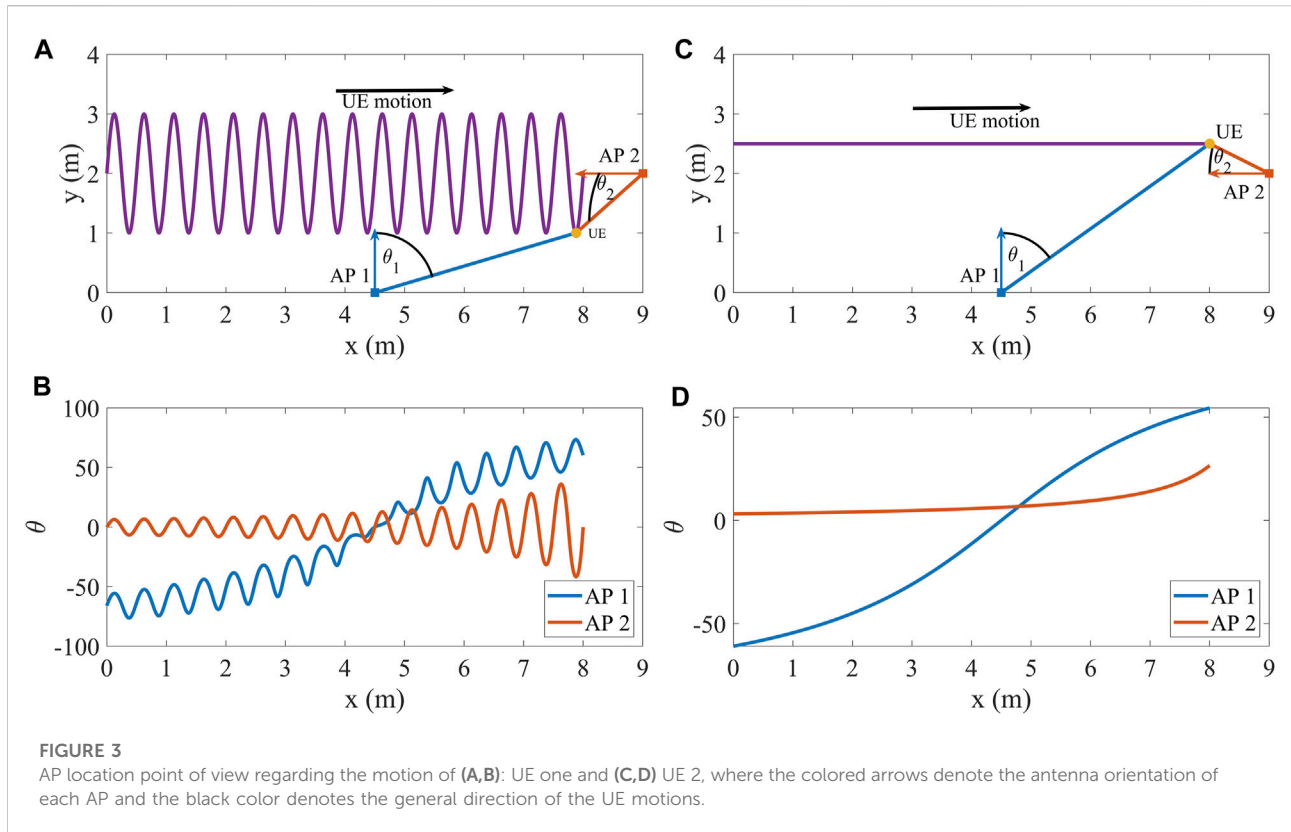 A
4
3
2
1
0
y (m)
UE motion
AP 2
θ2
UE
θ1
AP 1
0 1 2 3 4 5 6 7 8 9
x (m)
C
4
3
2
1
0
y (m)
UE motion
UE
θ2
AP 2
θ1
AP 1
0 1 2 3 4 5 6 7 8 9
x (m)
B
100
50
0
-50
-100
θ
AP 1
AP 2
0 1 2 3 4 5 6 7 8 9
x (m)
D
50
0
-50
θ
AP 1
AP 2
0 1 2 3 4 5 6 7 8 9
x (m)
FIGURE 3
AP location point of view regarding the motion of (A,B): UE one and (C,D) UE 2, where the colored arrows denote the antenna orientation of
each AP and the black color denotes the general direction of the UE motions.